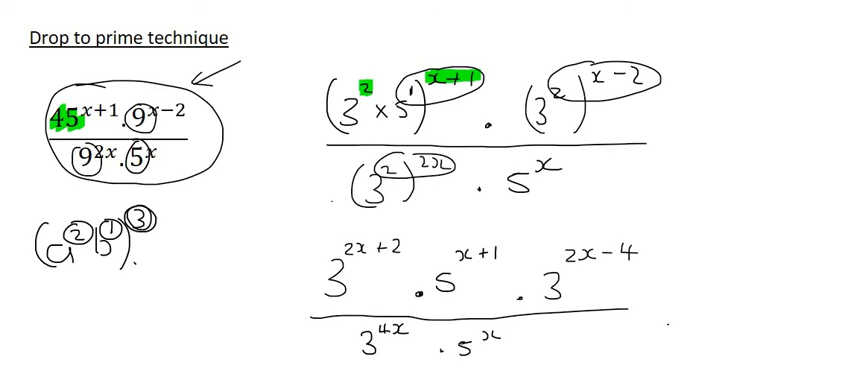 Drop to prime technique
45^{x+1} . 9^{x−2}
9^{2x} . 5^{x}
(a^2 b^1)^3 .
(3^2 × 5^1)^{x+1} . (3^2)^{x−2}
. (3^2)^{2x} . 5^x
3^{2x+2} . 5^{x+1} . 3^{2x−4}
3^{4x} . 5^x